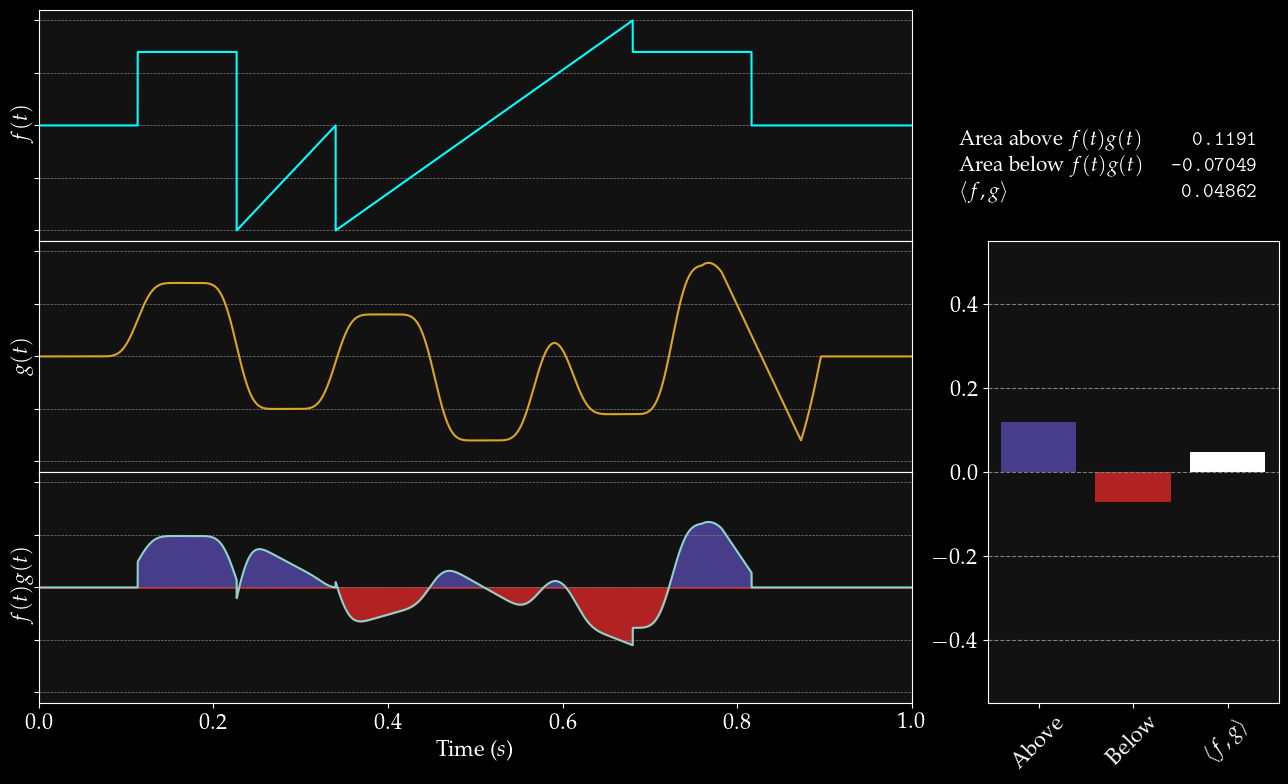 f(t)
g(t)
f(t)g(t)
0.0 0.2 0.4 0.6 0.8 1.0
Time (s)
Area above f(t)g(t) 0.1191
Area below f(t)g(t) -0.07049
⟨f,g⟩ 0.04862
0.4
0.2
0.0
−0.2
−0.4
Above Below ⟨f,g⟩